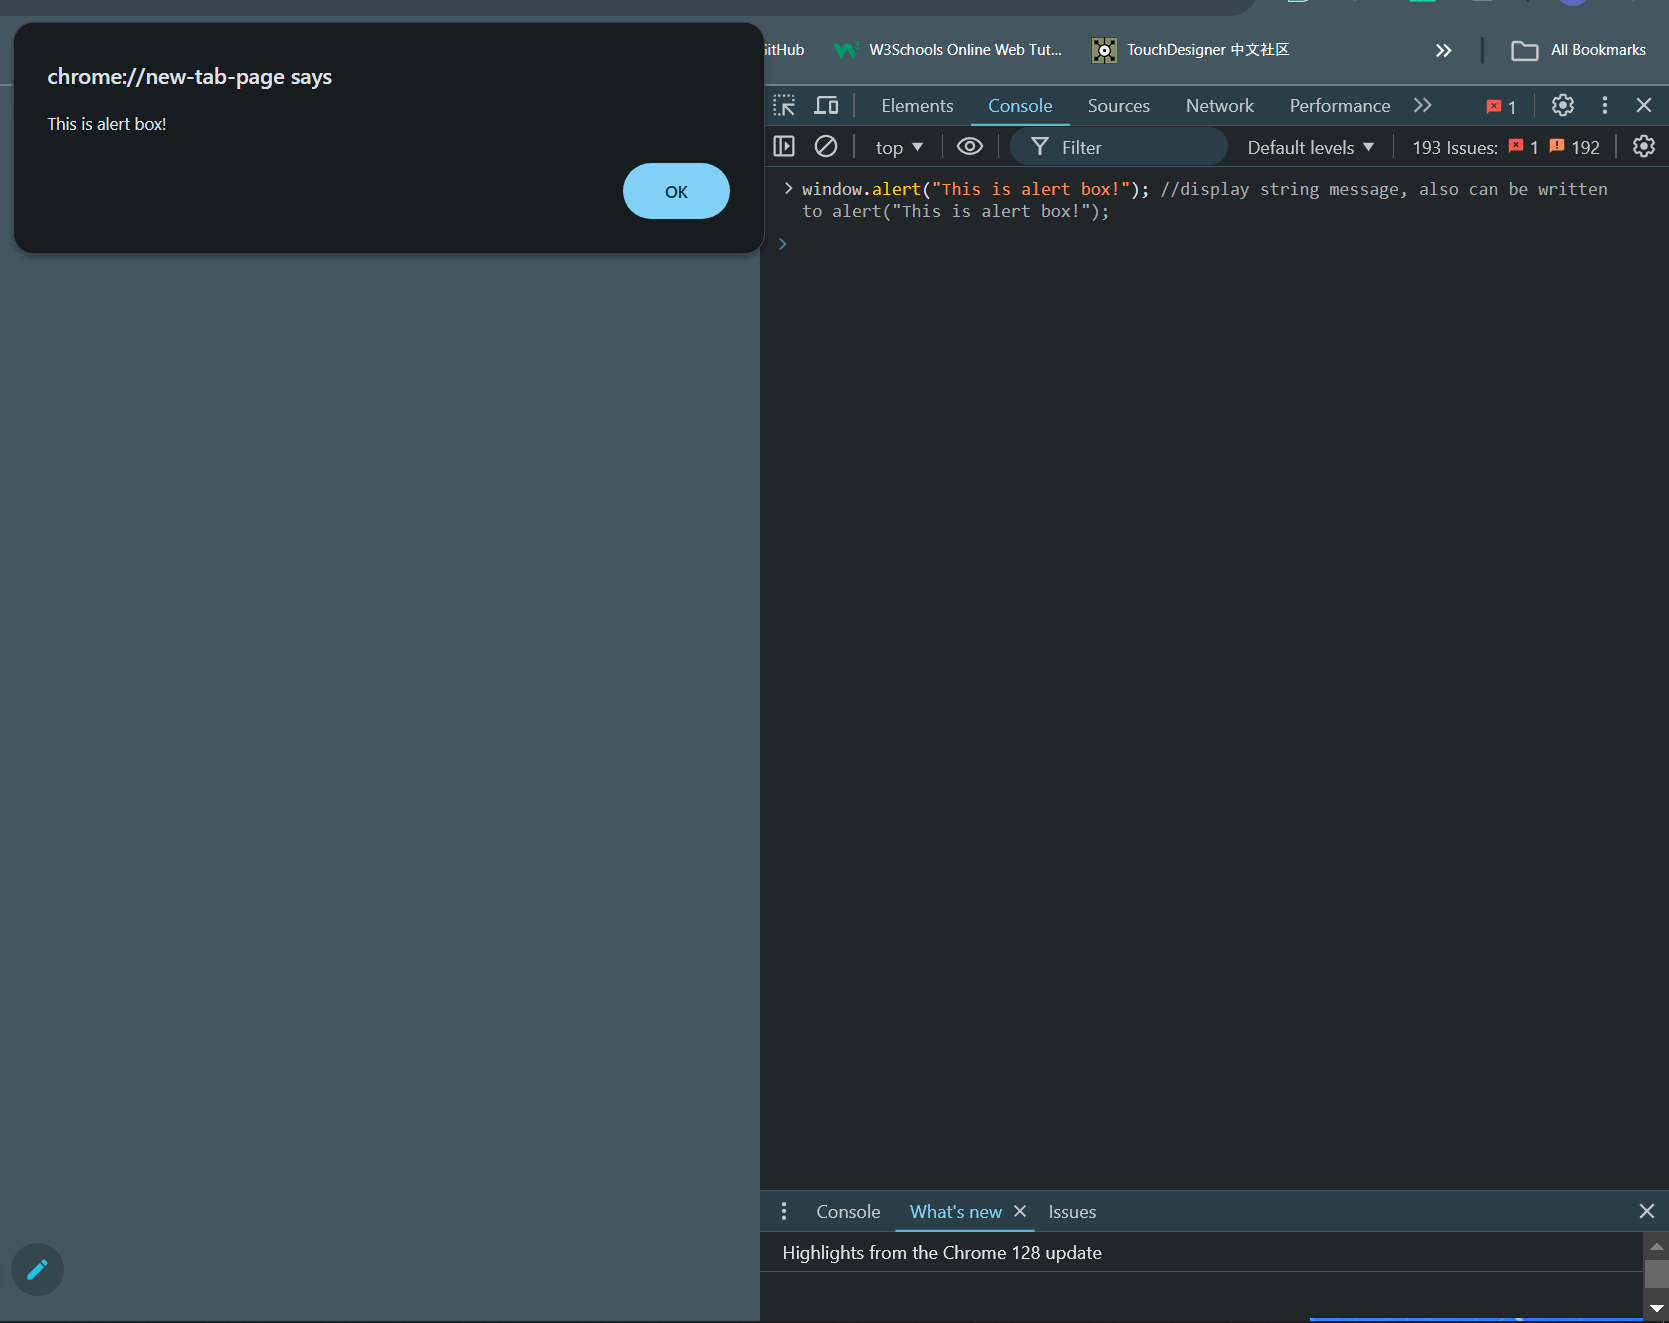 chrome://new-tab-page says
This is alert box!
OK
W3Schools Online Web Tut...
TouchDesigner 中文社区
All Bookmarks
Elements
Console
Sources
Network
Performance
1
top
Filter
Default levels
193 Issues:
1
192
window.alert("This is alert box!"); //display string message, also can be written
to alert("This is alert box!");
Console
What's new
Issues
Highlights from the Chrome 128 update